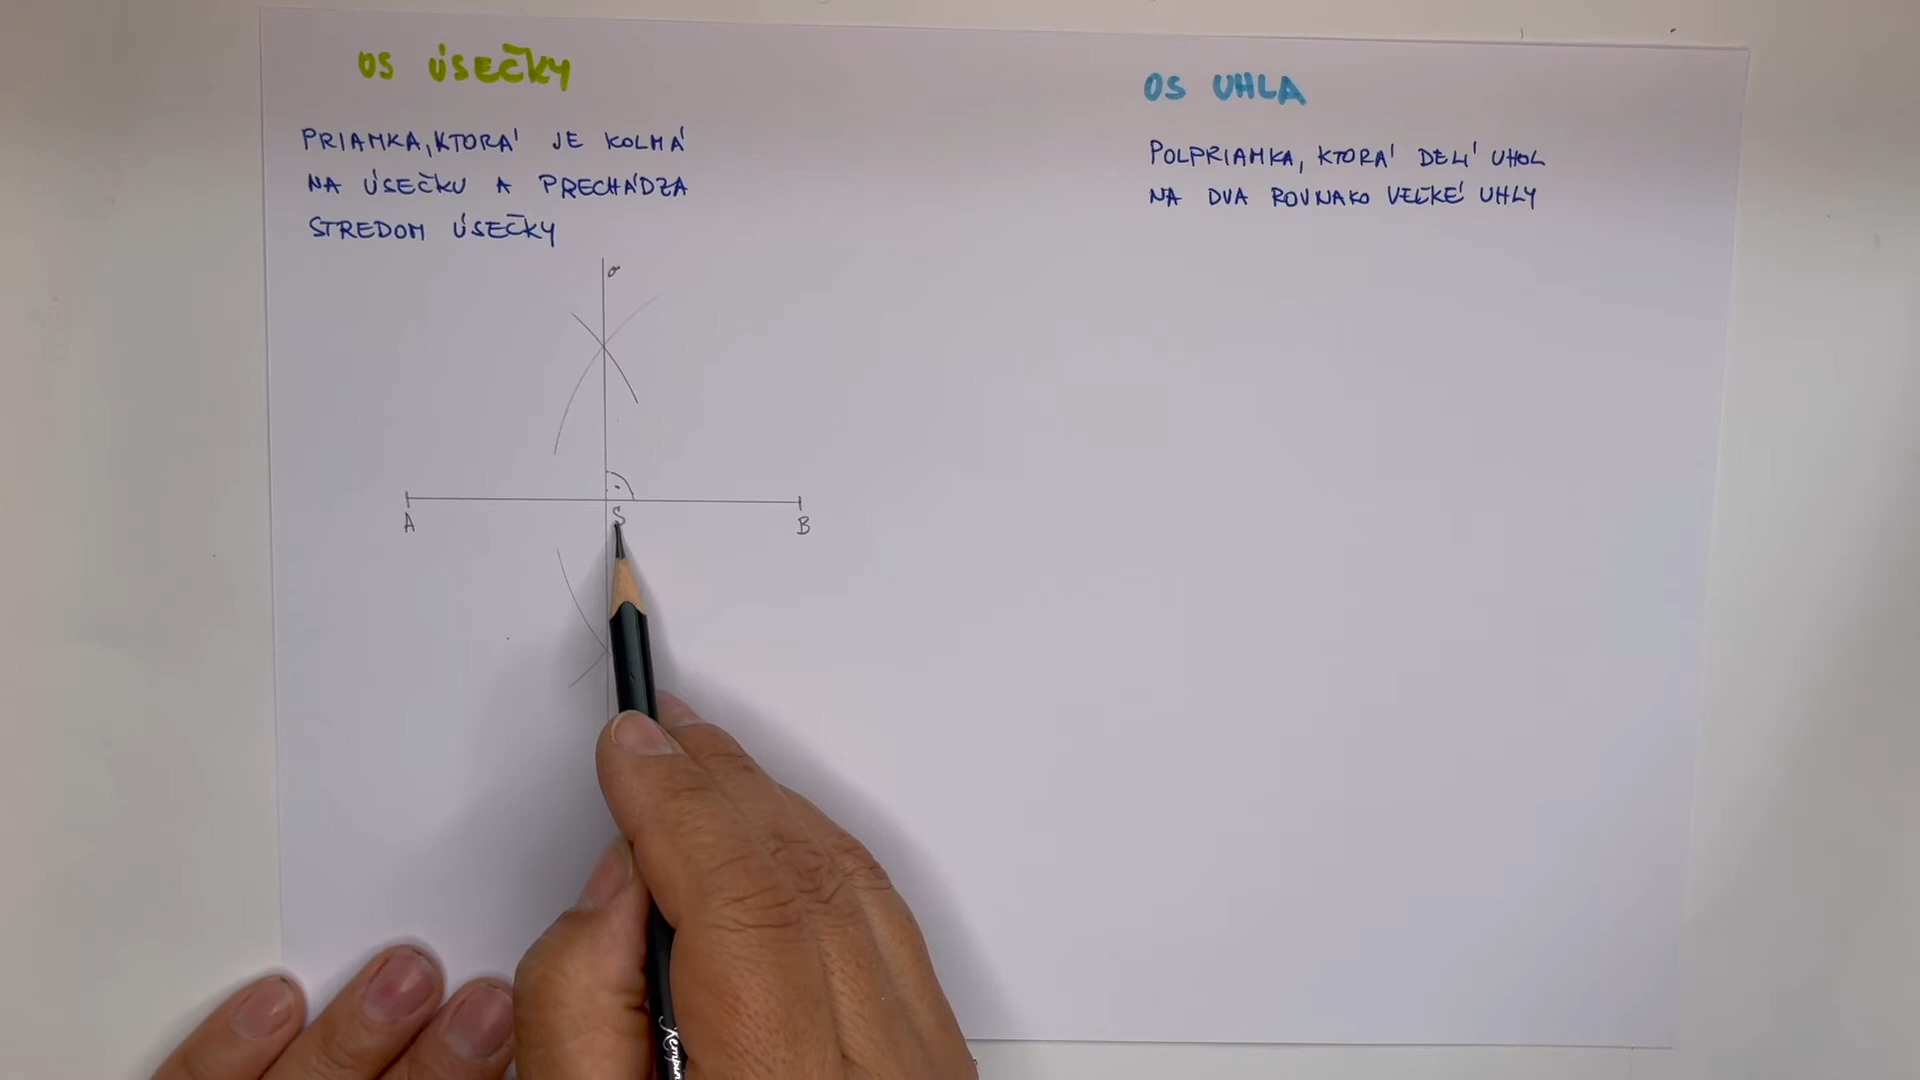 OS ÚSEČKY
PRIAMKA, KTORÁ JE KOLMÁ
NA ÚSEČKU A PRECHÁDZA
STREDOM ÚSEČKY
o
A
S
B
OS UHLA
POLPRIAMKA, KTORÁ DELÍ UHOL
NA DVA ROVNAKO VEĽKÉ UHLY